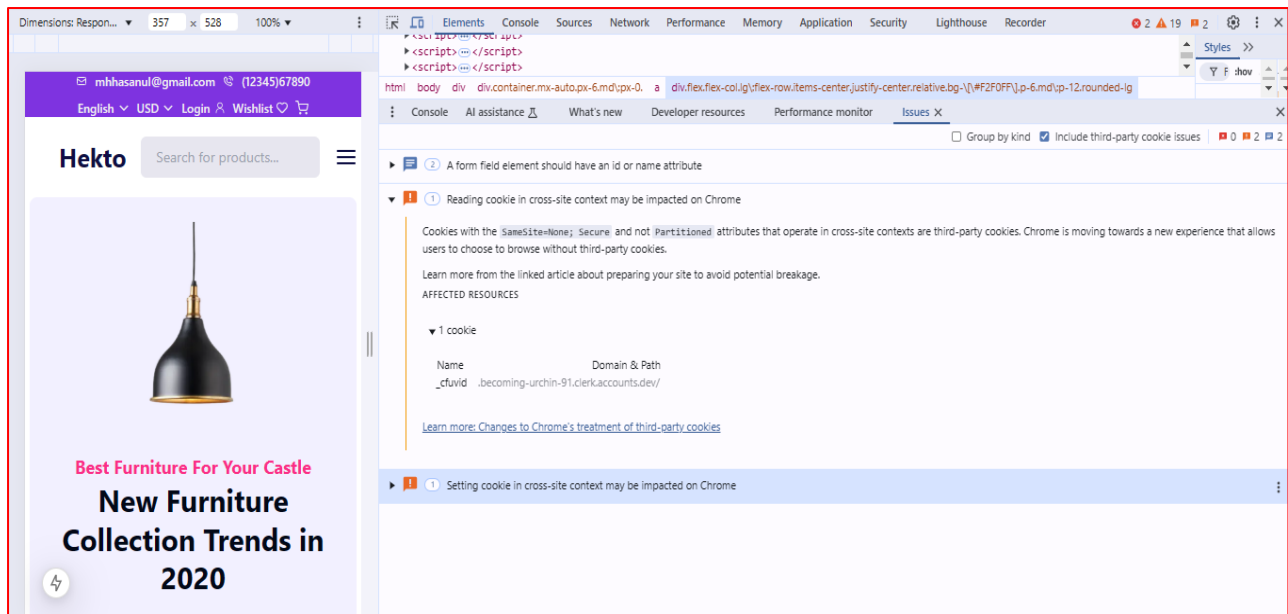 Dimensions: Respon... ▼ 357 x 528 100% ▼
Elements Console Sources Network Performance Memory Application Security Lighthouse Recorder 2 19 2
<script>…</script>
<script>…</script>
<script>…</script>
Styles
F :hov
html body div div.container.mx-auto.px-6.md\:px-0. a div.flex.flex-col.lg\:flex-row.items-center.justify-center.relative.bg-\[\#F2F0FF\].p-6.md\:p-12.rounded-lg
Console AI assistance What's new Developer resources Performance monitor Issues
Group by kind Include third-party cookie issues 0 2 2
2 A form field element should have an id or name attribute
1 Reading cookie in cross-site context may be impacted on Chrome
Cookies with the SameSite=None; Secure and not Partitioned attributes that operate in cross-site contexts are third-party cookies. Chrome is moving towards a new experience that allows
users to choose to browse without third-party cookies.
Learn more from the linked article about preparing your site to avoid potential breakage.
AFFECTED RESOURCES
1 cookie
Name Domain & Path
_cfuvid .becoming-urchin-91.clerk.accounts.dev/
Learn more: Changes to Chrome's treatment of third-party cookies
1 Setting cookie in cross-site context may be impacted on Chrome
mhhasanul@gmail.com (12345)67890
English USD Login Wishlist
Hekto Search for products...
Best Furniture For Your Castle
New Furniture
Collection Trends in
2020